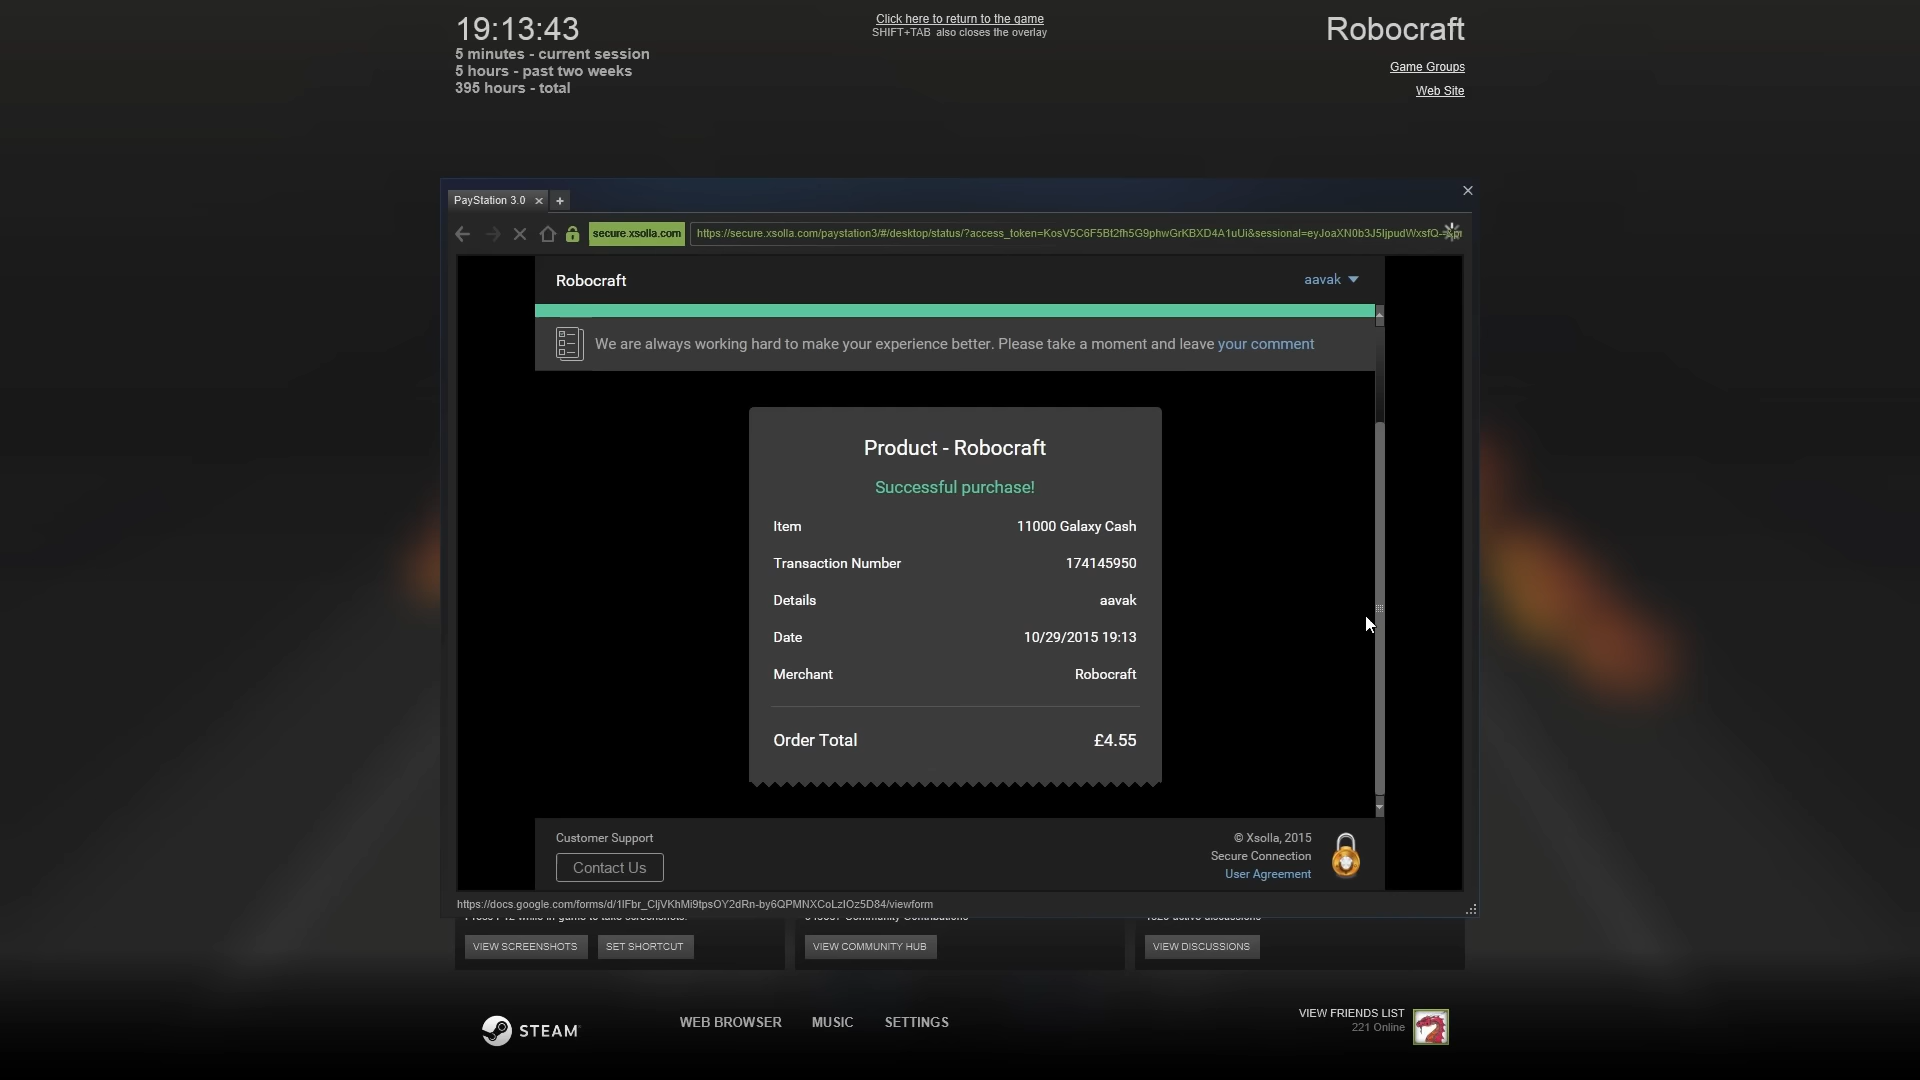 19:13:43
5 minutes - current session
5 hours - past two weeks
395 hours - total
Click here to return to the game
SHIFT+TAB also closes the overlay
Robocraft
Game Groups
Web Site
PayStation 3.0
secure.xsolla.com
https://secure.xsolla.com/paystation3/#/desktop/status/?access_token=KosV5C6F5Bt2fh5G9phwGrKBXD4A1uUi&sessional=eyJoaXN0b3J5IjpudWxsfQ
Robocraft
aavak
We are always working hard to make your experience better. Please take a moment and leave your comment
Product - Robocraft
Successful purchase!
Item 11000 Galaxy Cash
Transaction Number 174145950
Details aavak
Date 10/29/2015 19:13
Merchant Robocraft
Order Total £4.55
Customer Support
Contact Us
© Xsolla, 2015
Secure Connection
User Agreement
https://docs.google.com/forms/d/1IFbr_CljVKhMi9tpsOY2dRn-by6QPMNXCoLzIOz5D84/viewform
VIEW SCREENSHOTS
SET SHORTCUT
VIEW COMMUNITY HUB
VIEW DISCUSSIONS
STEAM
WEB BROWSER
MUSIC
SETTINGS
VIEW FRIENDS LIST
221 Online